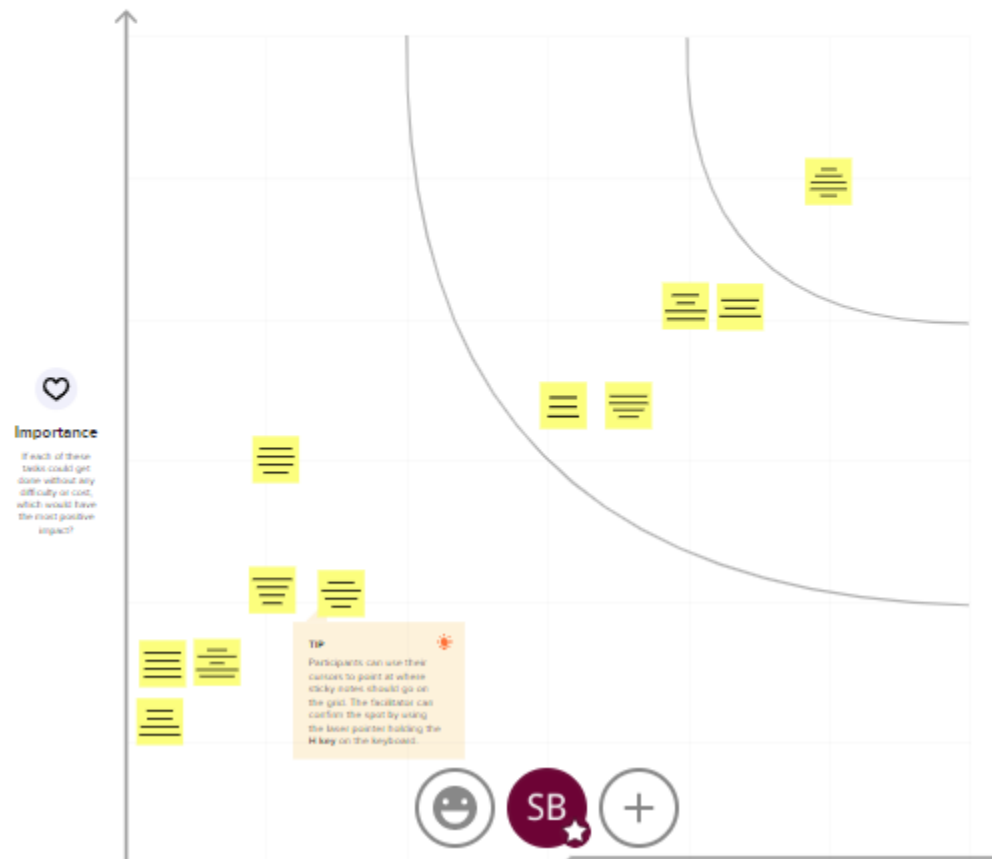 Importance
If each of these
tasks could get
done without any
difficulty or cost,
which would have
the most positive
impact?
TIP
Participants can use their
cursors to point at where
sticky notes should go on
the grid. The facilitator can
confirm the spot by using
the laser pointer holding the
H key on the keyboard.
SB